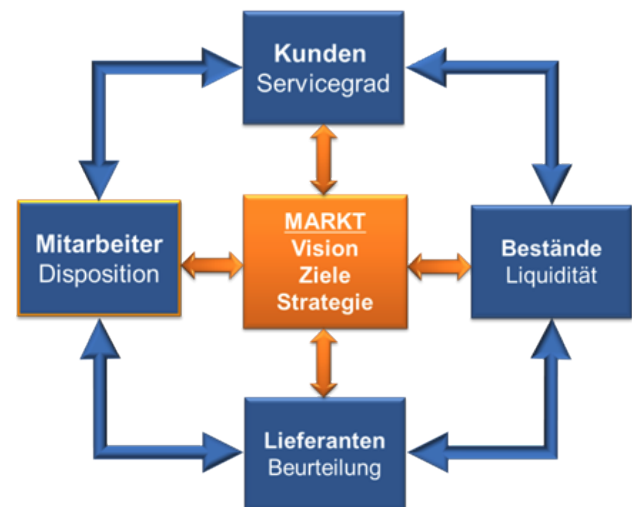 Kunden
Servicegrad
Mitarbeiter
Disposition
MARKT
Vision
Ziele
Strategie
Bestände
Liquidität
Lieferanten
Beurteilung